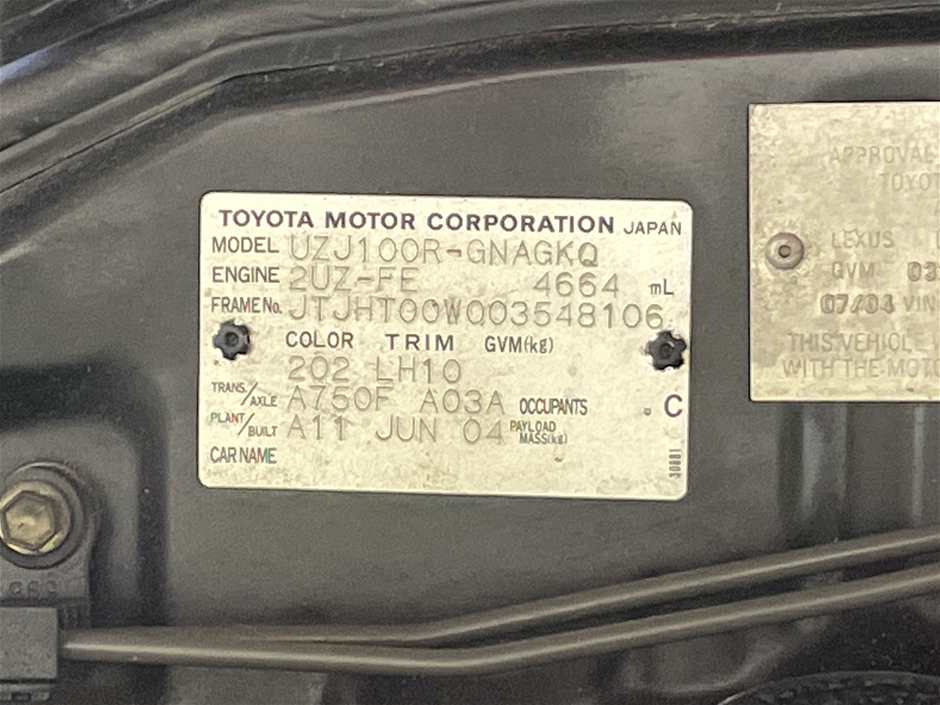 TOYOTA MOTOR CORPORATION JAPAN
MODEL UZJ100R-GNAGKQ
ENGINE 2UZ-FE 4664 mL
FRAME No. JTJHT00W003548106
COLOR TRIM GVM(kg)
202 LH10
TRANS./AXLE A750F A03A OCCUPANTS C
PLANT/BUILT A11 JUN 04 PAYLOAD MASS(kg)
CAR NAME
30881
APPROVAL
TOYOT
LEXUS
GVM 03
07/04 VIN
THIS VEHICLE
WITH THE MOTO